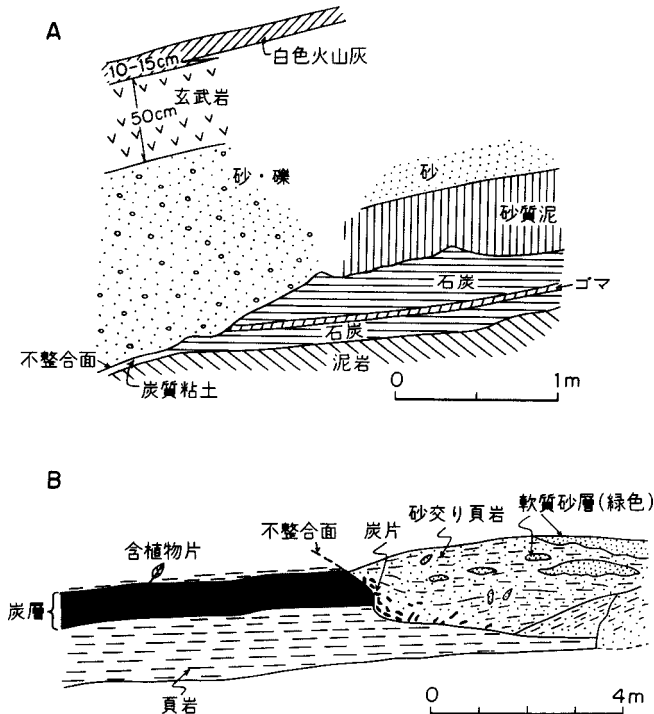 A
10-15cm
白色火山灰
玄武岩
50cm
砂・礫
砂
砂質泥
石炭
ゴマ
石炭
不整合面
泥岩
炭質粘土
0 1m
B
軟質砂層(緑色)
砂交り頁岩
不整合面
炭片
含植物片
炭層
頁岩
0 4m